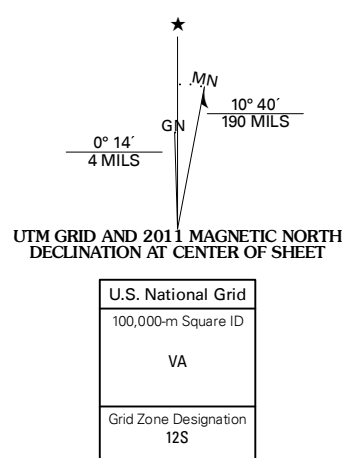 ★
MN
GN
10° 40´
190 MILS
0° 14´
4 MILS
UTM GRID AND 2011 MAGNETIC NORTH
DECLINATION AT CENTER OF SHEET
U.S. National Grid
100,000-m Square ID
VA
Grid Zone Designation
12S